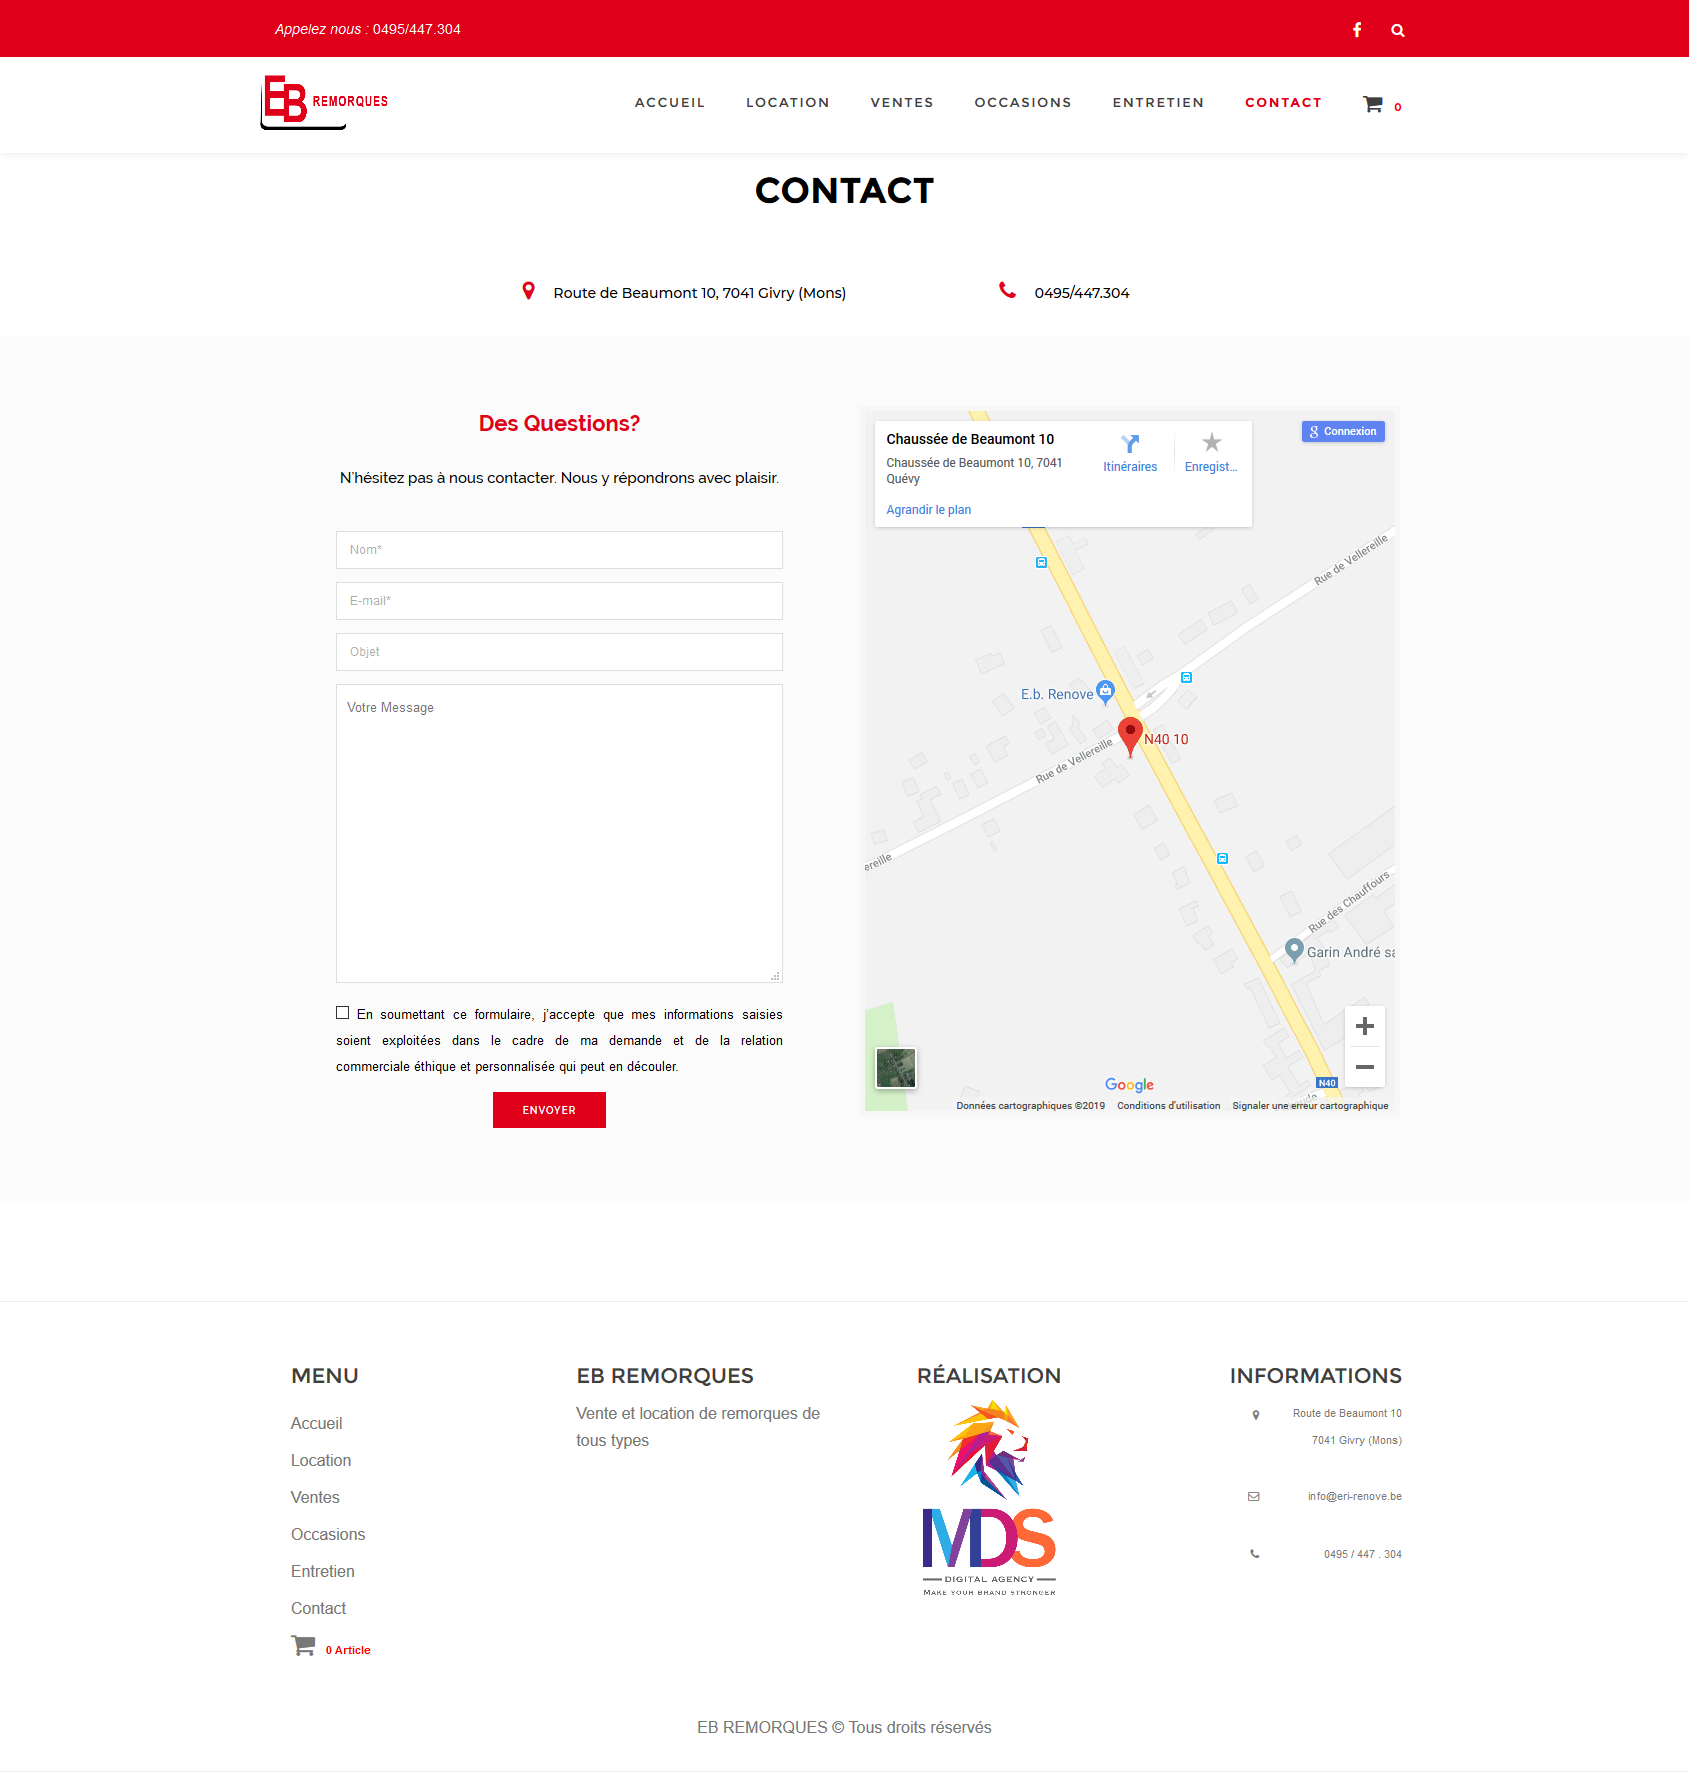 Appelez nous : 0495/447.304
EB REMORQUES
ACCUEIL
LOCATION
VENTES
OCCASIONS
ENTRETIEN
CONTACT
0
CONTACT
Route de Beaumont 10, 7041 Givry (Mons)
0495/447.304
Des Questions?
N'hésitez pas à nous contacter. Nous y répondrons avec plaisir.
Nom*
E-mail*
Objet
Votre Message
En soumettant ce formulaire, j'accepte que mes informations saisies
soient exploitées dans le cadre de ma demande et de la relation
commerciale éthique et personnalisée qui peut en découler.
ENVOYER
Chaussée de Beaumont 10
Chaussée de Beaumont 10, 7041
Quévy
Agrandir le plan
Itinéraires
Enregist...
Connexion
Rue de Vellereille
E.b. Renove
N40 10
Rue de Vellereille
ereille
Rue des Chauffours
Garin André sa
N40
Google
Données cartographiques ©2019
Conditions d'utilisation
Signaler une erreur cartographique
MENU
Accueil
Location
Ventes
Occasions
Entretien
Contact
0 Article
EB REMORQUES
Vente et location de remorques de
tous types
RÉALISATION
MDS
DIGITAL AGENCY
MAKE YOUR BRAND STRONGER
INFORMATIONS
Route de Beaumont 10
7041 Givry (Mons)
info@eri-renove.be
0495 / 447 . 304
EB REMORQUES © Tous droits réservés